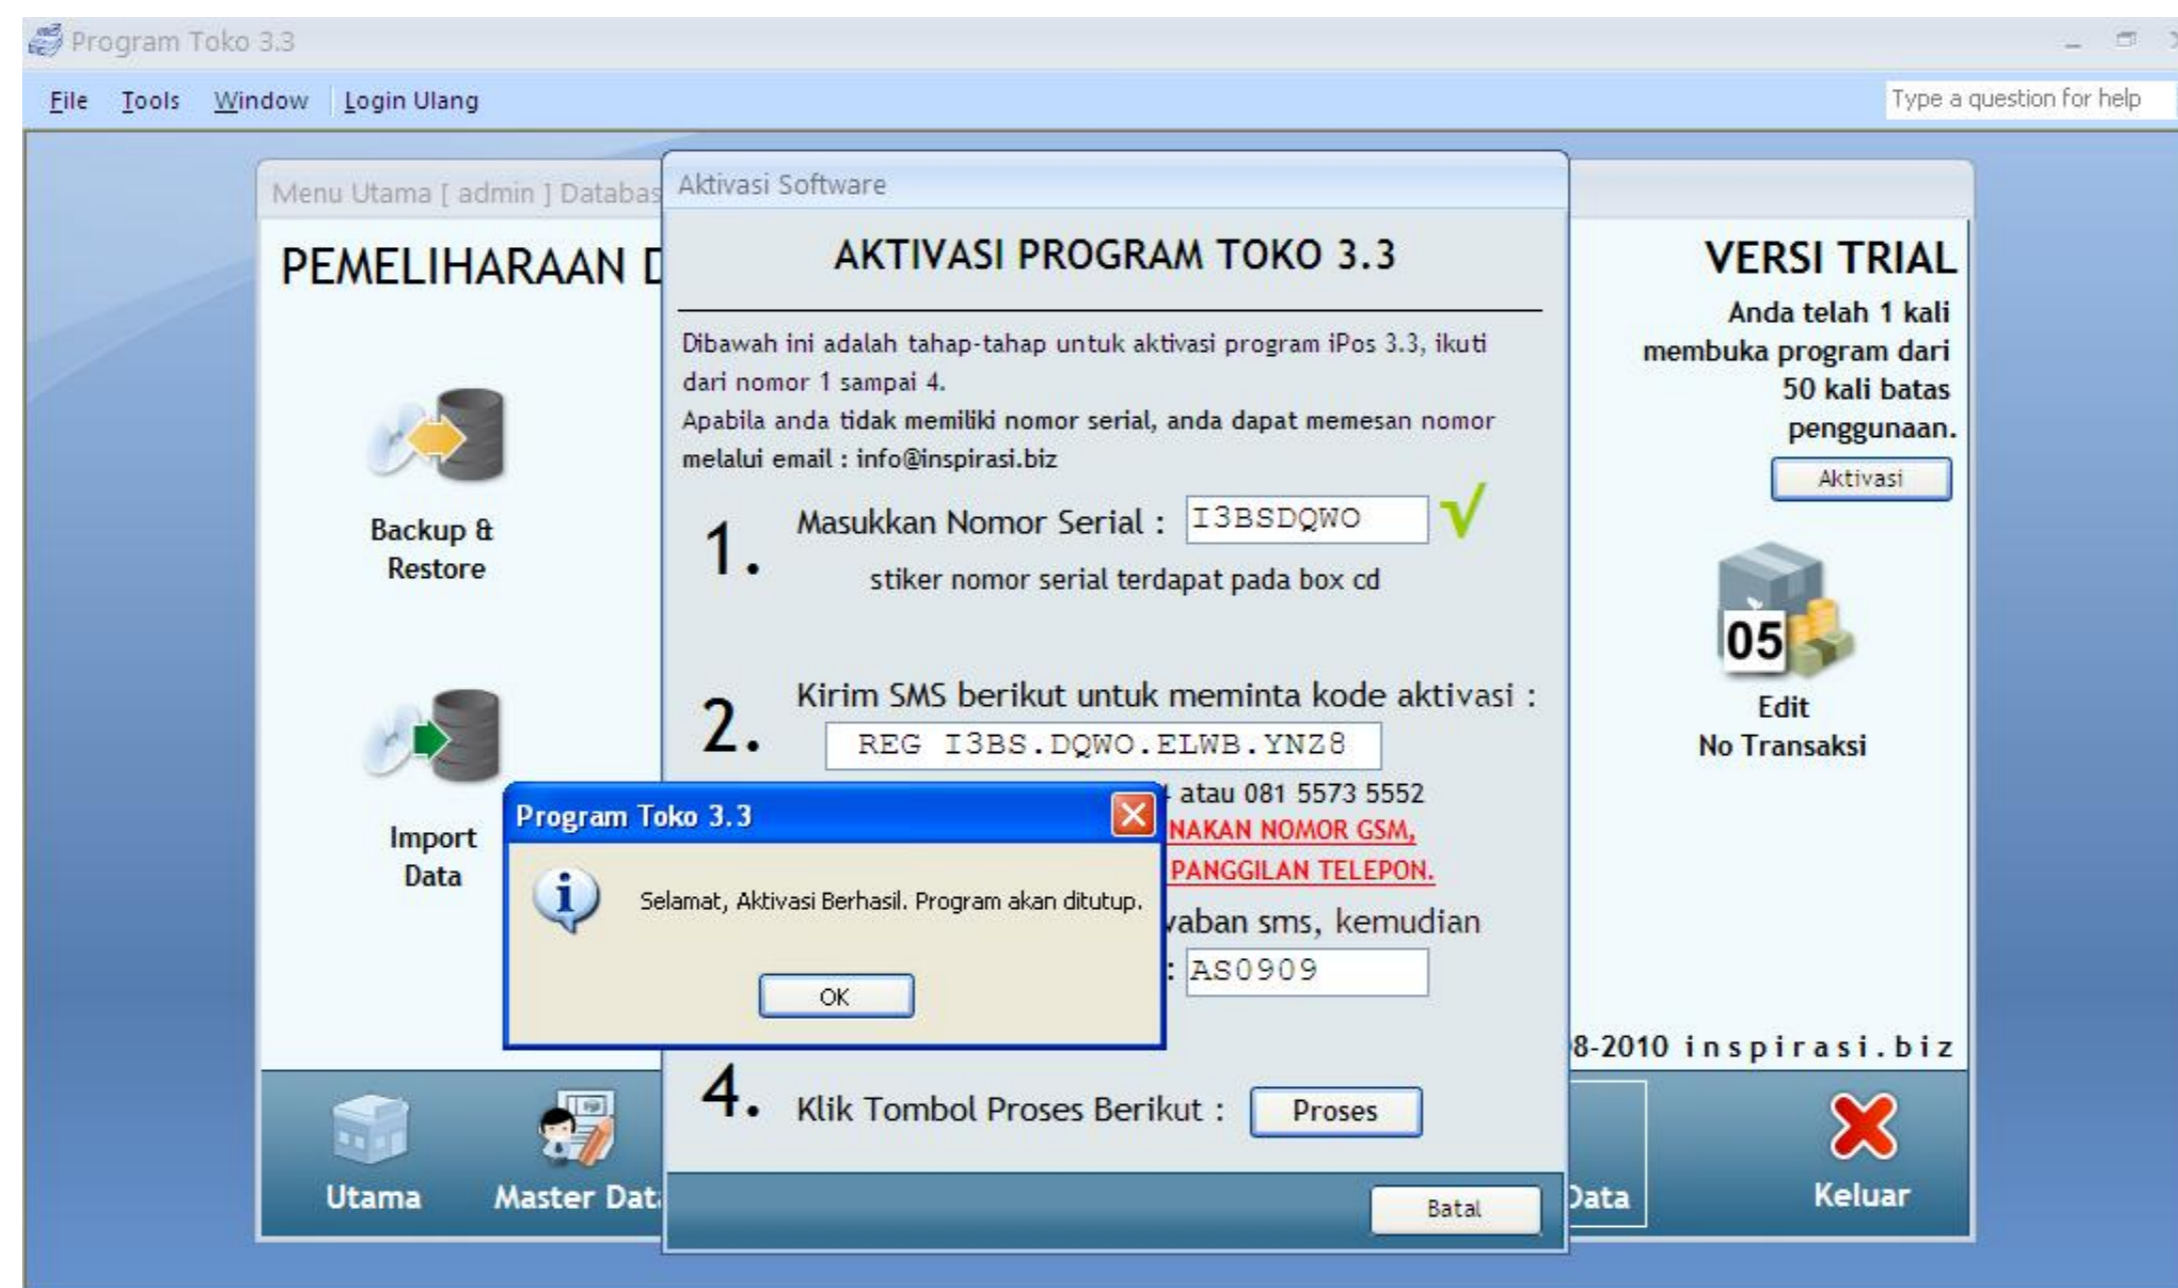 Program Toko 3.3
File Tools Window Login Ulang
Type a question for help
Menu Utama [ admin ] Databas
PEMELIHARAAN D
Backup &
Restore
Import
Data
Aktivasi Software
AKTIVASI PROGRAM TOKO 3.3
Dibawah ini adalah tahap-tahap untuk aktivasi program iPos 3.3, ikuti
dari nomor 1 sampai 4.
Apabila anda tidak memiliki nomor serial, anda dapat memesan nomor
melalui email : info@inspirasi.biz
1. Masukkan Nomor Serial : I3BSDQWO √
stiker nomor serial terdapat pada box cd
2. Kirim SMS berikut untuk meminta kode aktivasi :
REG I3BS.DQWO.ELWB.YNZ8
atau 081 5573 5552
NAKAN NOMOR GSM,
PANGGILAN TELEPON.
vaban sms, kemudian
: AS0909
4. Klik Tombol Proses Berikut : Proses
Batal
Program Toko 3.3
Selamat, Aktivasi Berhasil. Program akan ditutup.
OK
VERSI TRIAL
Anda telah 1 kali
membuka program dari
50 kali batas
penggunaan.
Aktivasi
05
Edit
No Transaksi
8-2010 inspirasi.biz
Utama Master Dat
Data Keluar